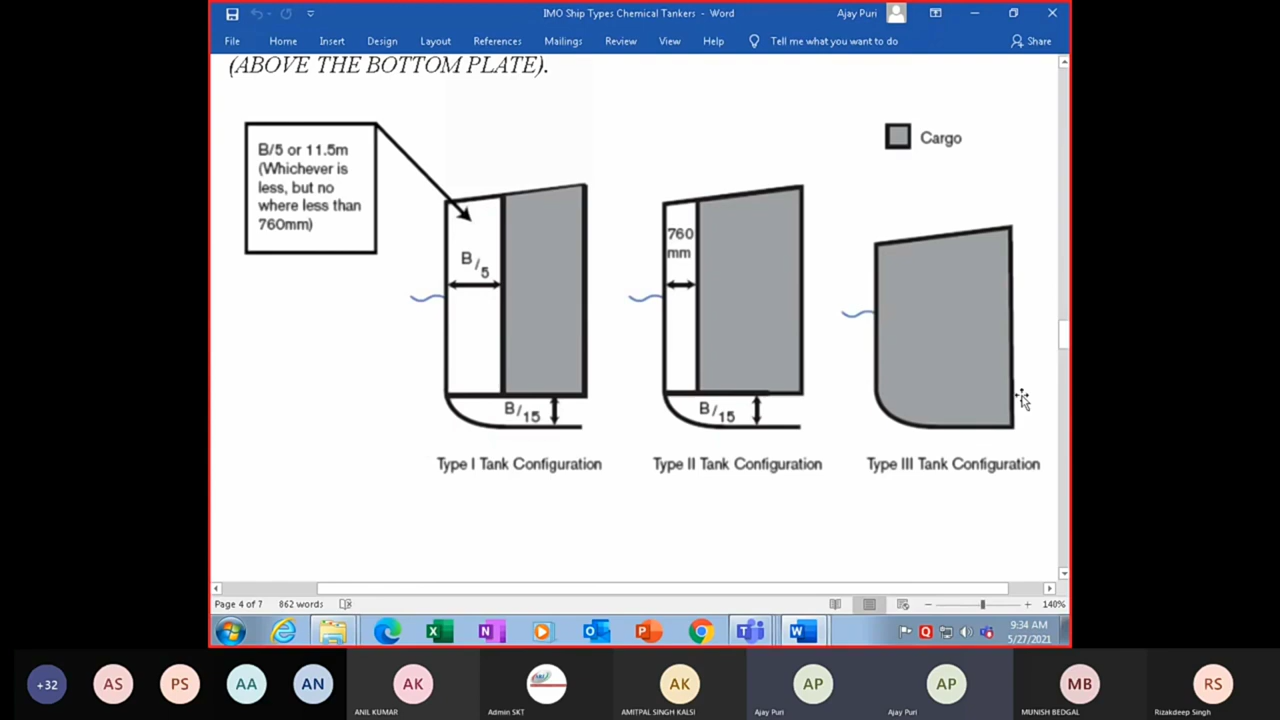 IMO Ship Types Chemical Tankers - Word
Ajay Puri
File Home Insert Design Layout References Mailings Review View Help Tell me what you want to do Share
(ABOVE THE BOTTOM PLATE).
B/5 or 11.5m
(Whichever is
less, but no
where less than
760mm)
Cargo
B/5
B/15
760
mm
B/15
Type I Tank Configuration
Type II Tank Configuration
Type III Tank Configuration
Page 4 of 7 862 words
140%
9:34 AM
5/27/2021
+32
AS
PS
AA
AN
AK
ANIL KUMAR
Admin SKT
AK
AMITPAL SINGH KALSI
AP
Ajay Puri
AP
Ajay Puri
MB
MUNISH BEDGAL
RS
Rizakdeep Singh